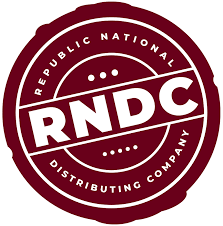 REPUBLIC NATIONAL
RNDC
DISTRIBUTING COMPANY